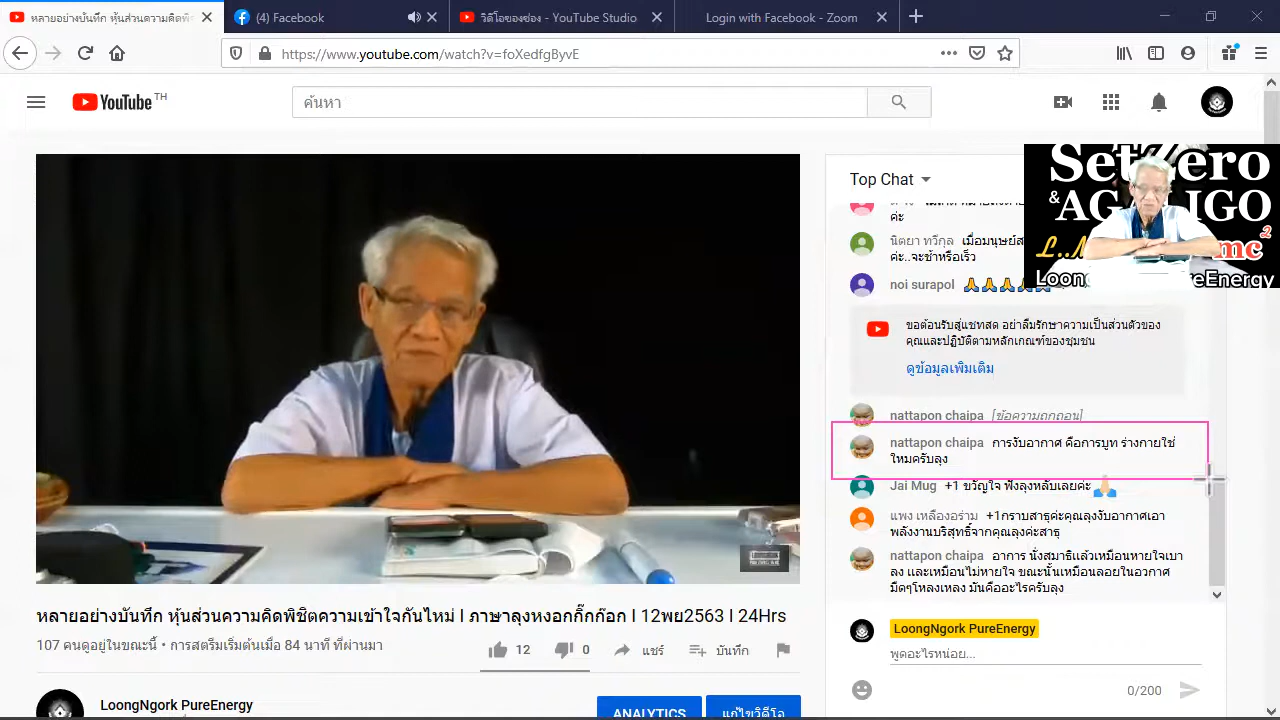 หลายอย่างบันทึก หุ้นส่วนความคิดพิ
(4) Facebook
วิดีโอของช่อง - YouTube Studio
Login with Facebook - Zoom
https://www.youtube.com/watch?v=foXedfgByvE
YouTube TH
ค้นหา
Top Chat
ค่ะ
นิตยา ทวีกุล เมื่อมนุษย์
ค่ะ..จะช้าหรือเร็ว
noi surapol 🙏🙏🙏🙏🙏
SetZero
& AG LIGO
mc2
Loong reEnergy
ขอต้อนรับสู่แชทสด อย่าลืมรักษาความเป็นส่วนตัวของ
คุณและปฏิบัติตามหลักเกณฑ์ของชุมชน
ดูข้อมูลเพิ่มเติม
nattapon chaipa [ข้อความถูกถอน]
nattapon chaipa การงับอากาศ คือการบูท ร่างกายใช่
ใหมครับลุง
Jai Mug +1 ขวัญใจ ฟังลุงหลับเลยค่ะ 🙏
แพง เหลืองอร่าม +1กราบสาธุค่ะคุณลุงงับอากาศเอา
พลังงานบริสุทธิ์จากคุณลุงค่ะสาธุ
nattapon chaipa อาการ นั่งสมาธิแล้วเหมือนหายใจเบา
ลง และเหมือนไม่หายใจ ขณะนั้นเหมือนลอยในอวกาศ
มืดๆโหลงเหลง มันคืออะไรครับลุง
LoongNgork PureEnergy
พูดอะไรหน่อย...
0/200
หลายอย่างบันทึก หุ้นส่วนความคิดพิชิตความเข้าใจกันไหม่ l ภาษาลุงหงอกกิ๊กก๊อก l 12พย2563 l 24Hrs
107 คนดูอยู่ในขณะนี้ • การสตรีมเริ่มต้นเมื่อ 84 นาที ที่ผ่านมา
12
0
แชร์
บันทึก
LoongNgork PureEnergy
ANALYTICS
แก้ไขวิดีโอ